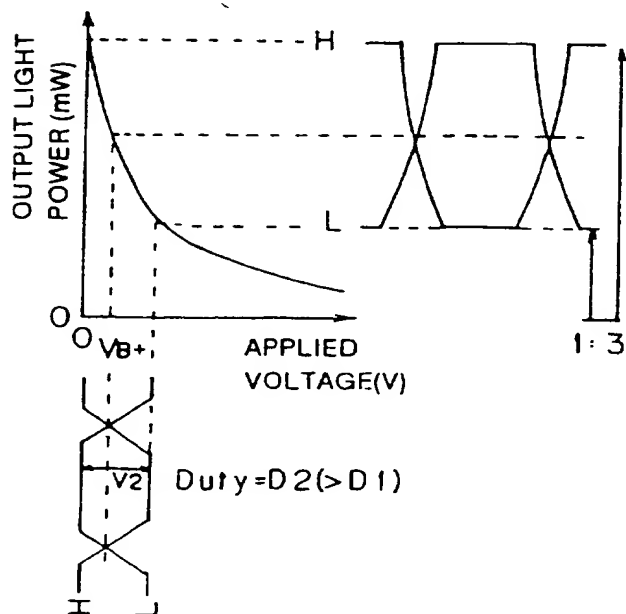 OUTPUT LIGHT
POWER (mW)
H
L
O
O
VB+
APPLIED
VOLTAGE(V)
1:3
V2
Duty=D2(>D1)
H
L